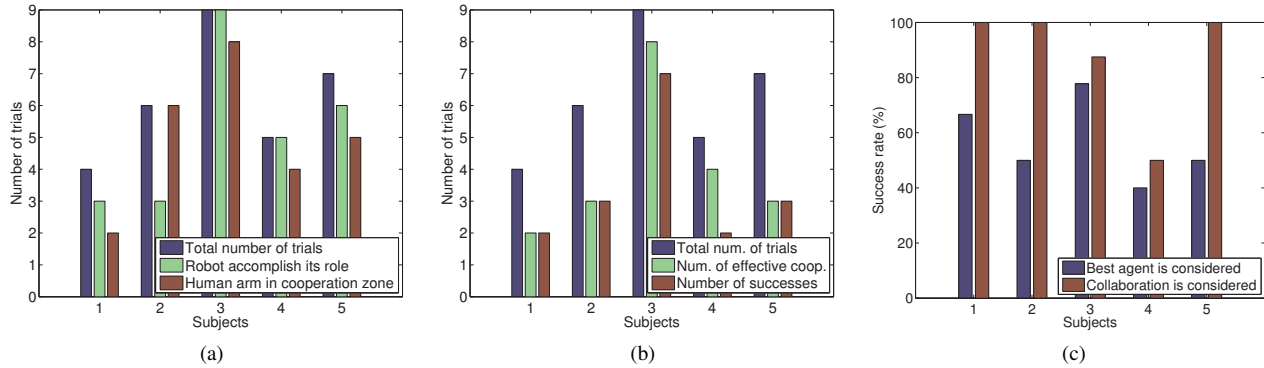 9
8
7
6
5
4
3
2
1
0
Number of trials
Total number of trials
Robot accomplish its role
Human arm in cooperation zone
1 2 3 4 5
Subjects
(a)
9
8
7
6
5
4
3
2
1
0
Number of trials
Total num. of trials
Num. of effective coop.
Number of successes
1 2 3 4 5
Subjects
(b)
100
80
60
40
20
0
Success rate (%)
Best agent is considered
Collaboration is considered
1 2 3 4 5
Subjects
(c)